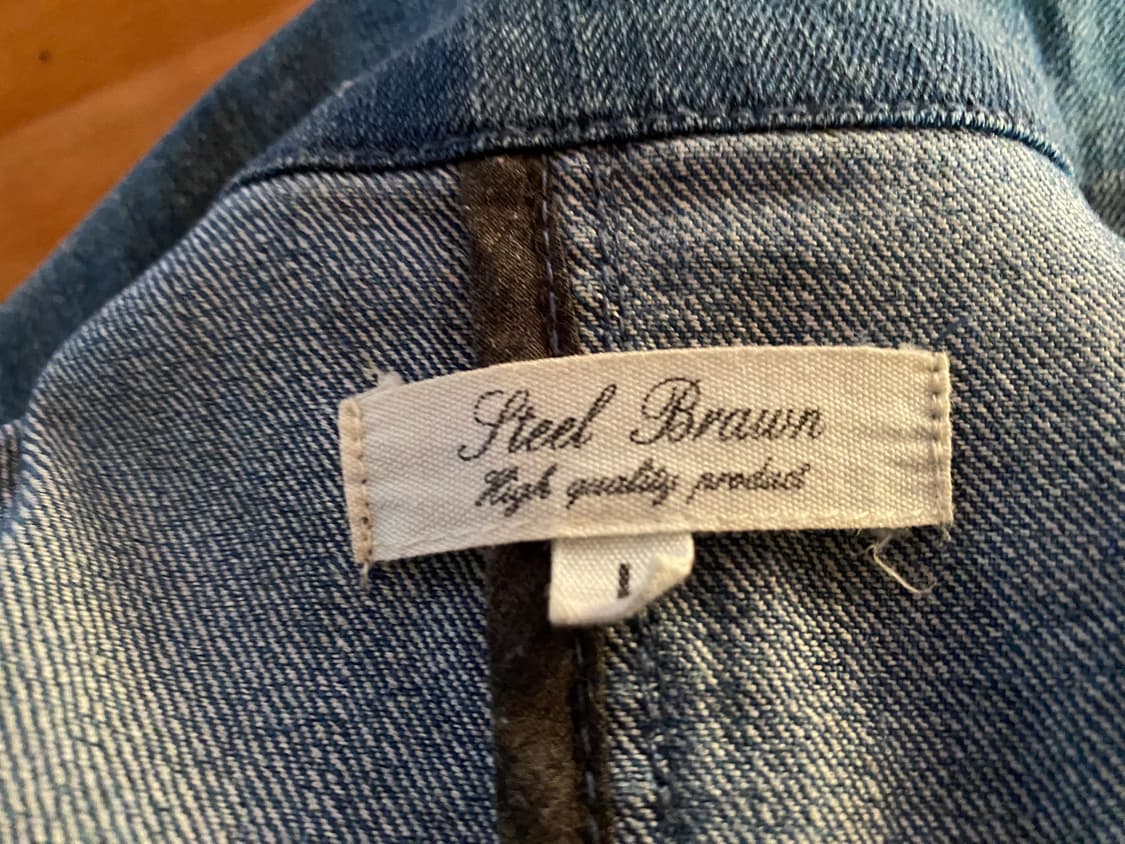 Steel Brawn
High quality product